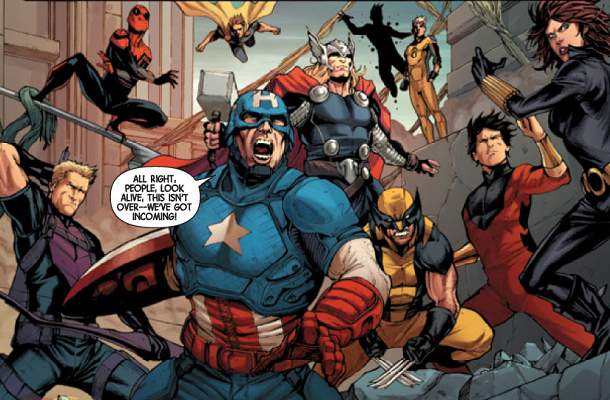 ALL RIGHT,
PEOPLE, LOOK
ALIVE, THIS ISN'T
OVER--WE'VE GOT
INCOMING!
A